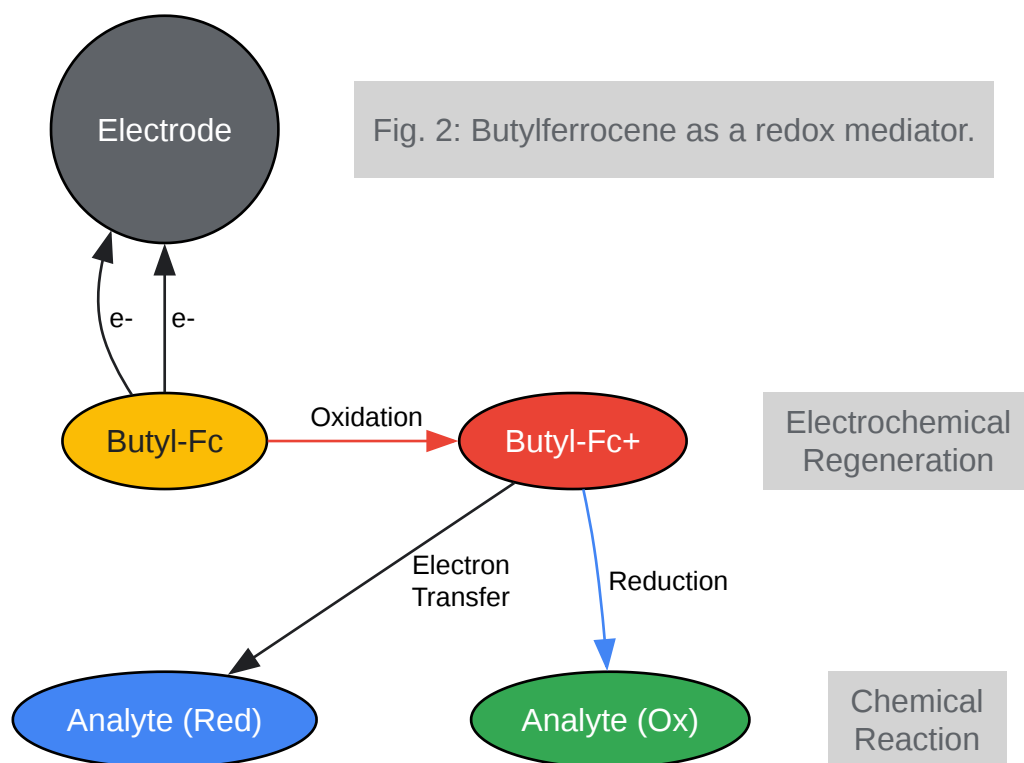 Electrode
Fig. 2: Butylferrocene as a redox mediator.
e-
e-
Butyl-Fc
Oxidation
Butyl-Fc+
Electrochemical
Regeneration
Electron
Transfer
Reduction
Analyte (Red)
Analyte (Ox)
Chemical
Reaction